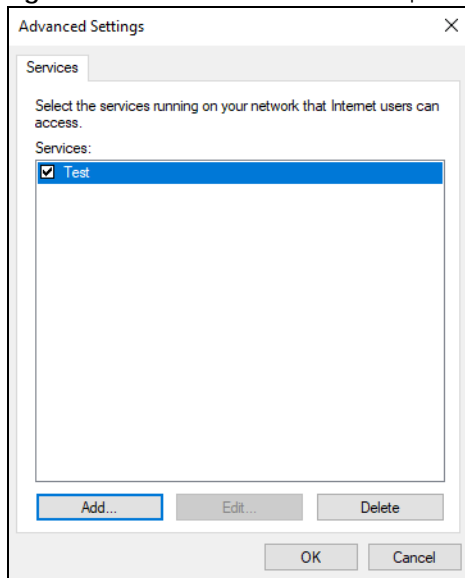 Advanced Settings
Services
Select the services running on your network that Internet users can
access.
Services:
Test
Add...
Edit...
Delete
OK
Cancel